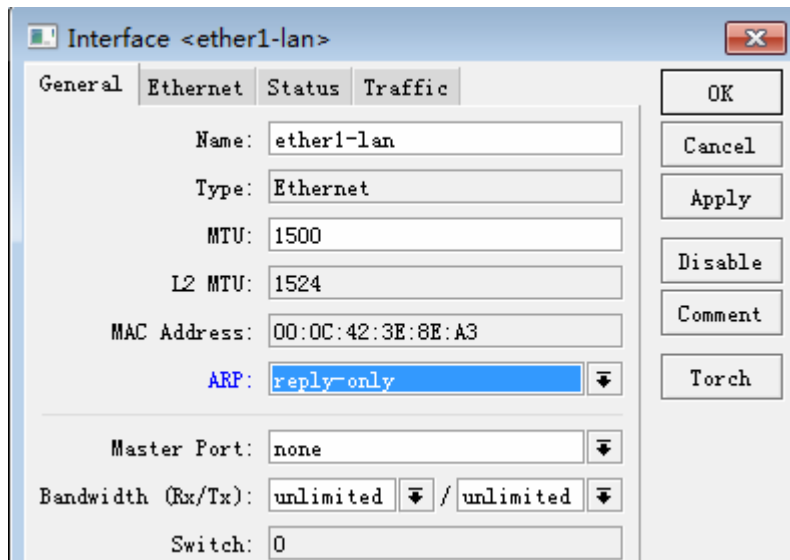 Interface <ether1-lan>
General Ethernet Status Traffic
OK
Name: ether1-lan
Cancel
Type: Ethernet
Apply
MTU: 1500
L2 MTU: 1524
Disable
MAC Address: 00:0C:42:3E:8E:A3
Comment
ARP: reply-only
Torch
Master Port: none
Bandwidth (Rx/Tx): unlimited / unlimited
Switch: 0